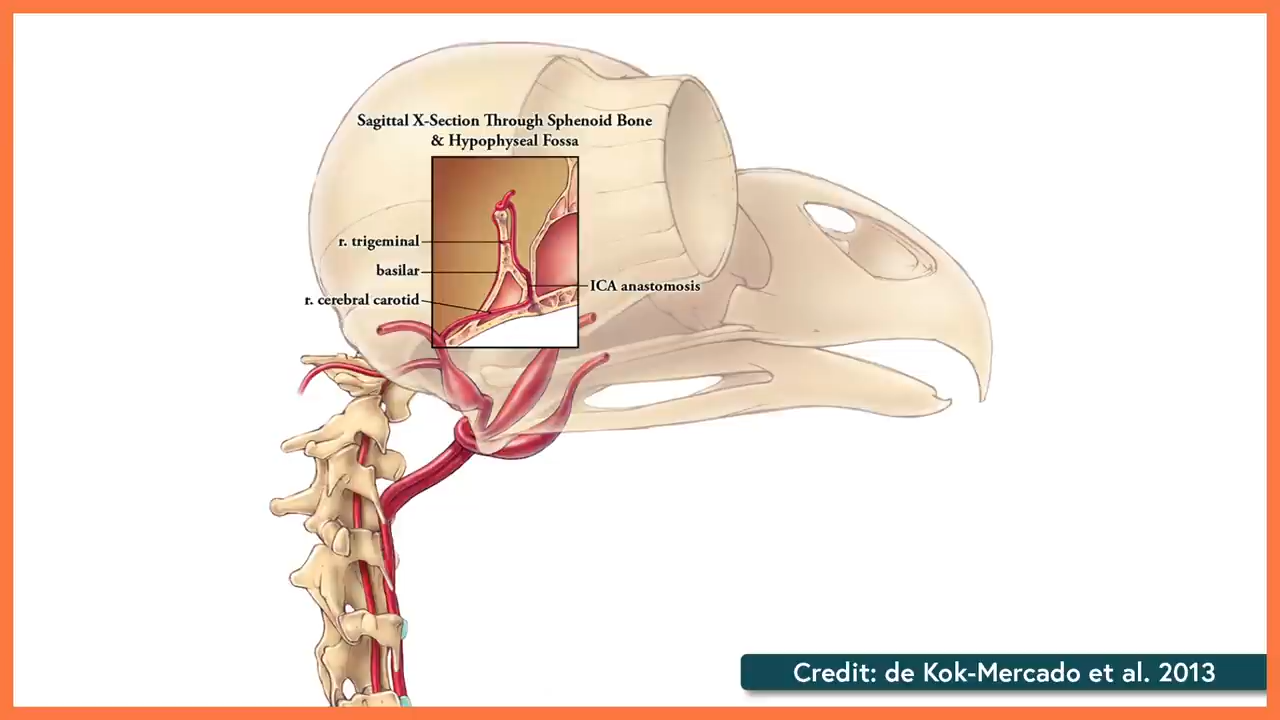 Sagittal X-Section Through Sphenoid Bone
& Hypophyseal Fossa
r. trigeminal
basilar
ICA anastomosis
r. cerebral carotid
Credit: de Kok-Mercado et al. 2013